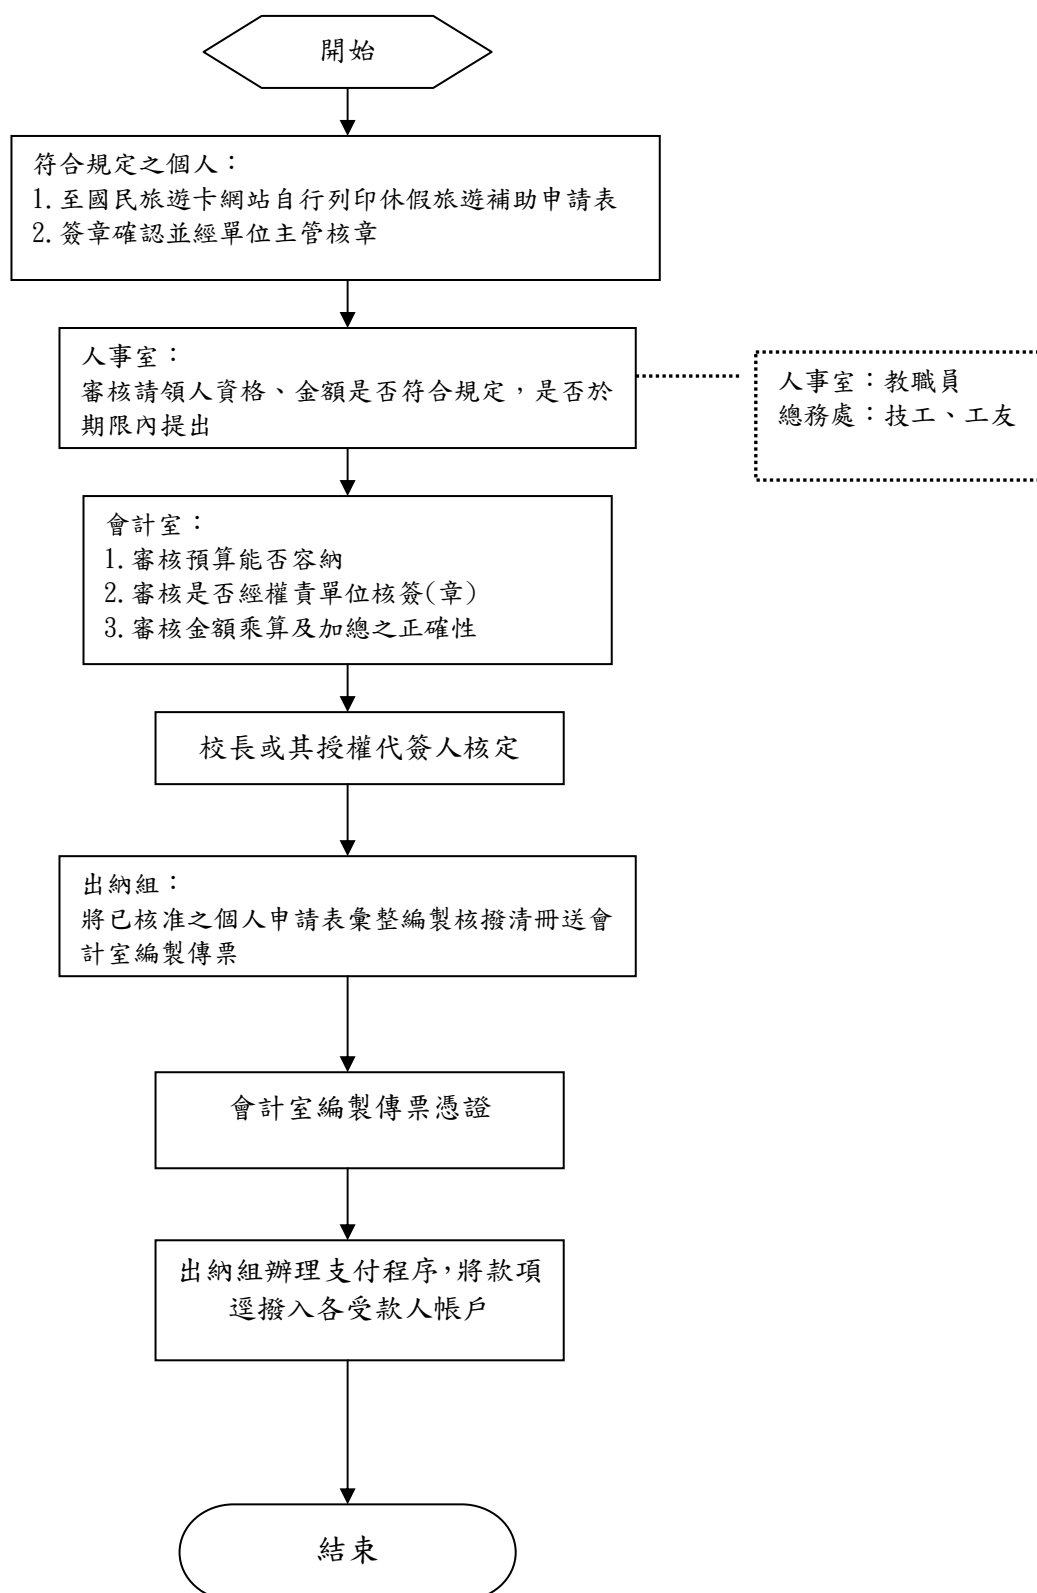 開始
符合規定之個人：
1.至國民旅遊卡網站自行列印休假旅遊補助申請表
2.簽章確認並經單位主管核章
人事室：
審核請領人資格、金額是否符合規定，是否於
期限內提出
人事室：教職員
總務處：技工、工友
會計室：
1.審核預算能否容納
2.審核是否經權責單位核簽(章)
3.審核金額乘算及加總之正確性
校長或其授權代簽人核定
出納組：
將已核准之個人申請表彙整編製核撥清冊送會
計室編製傳票
會計室編製傳票憑證
出納組辦理支付程序，將款項
逕撥入各受款人帳戶
結束